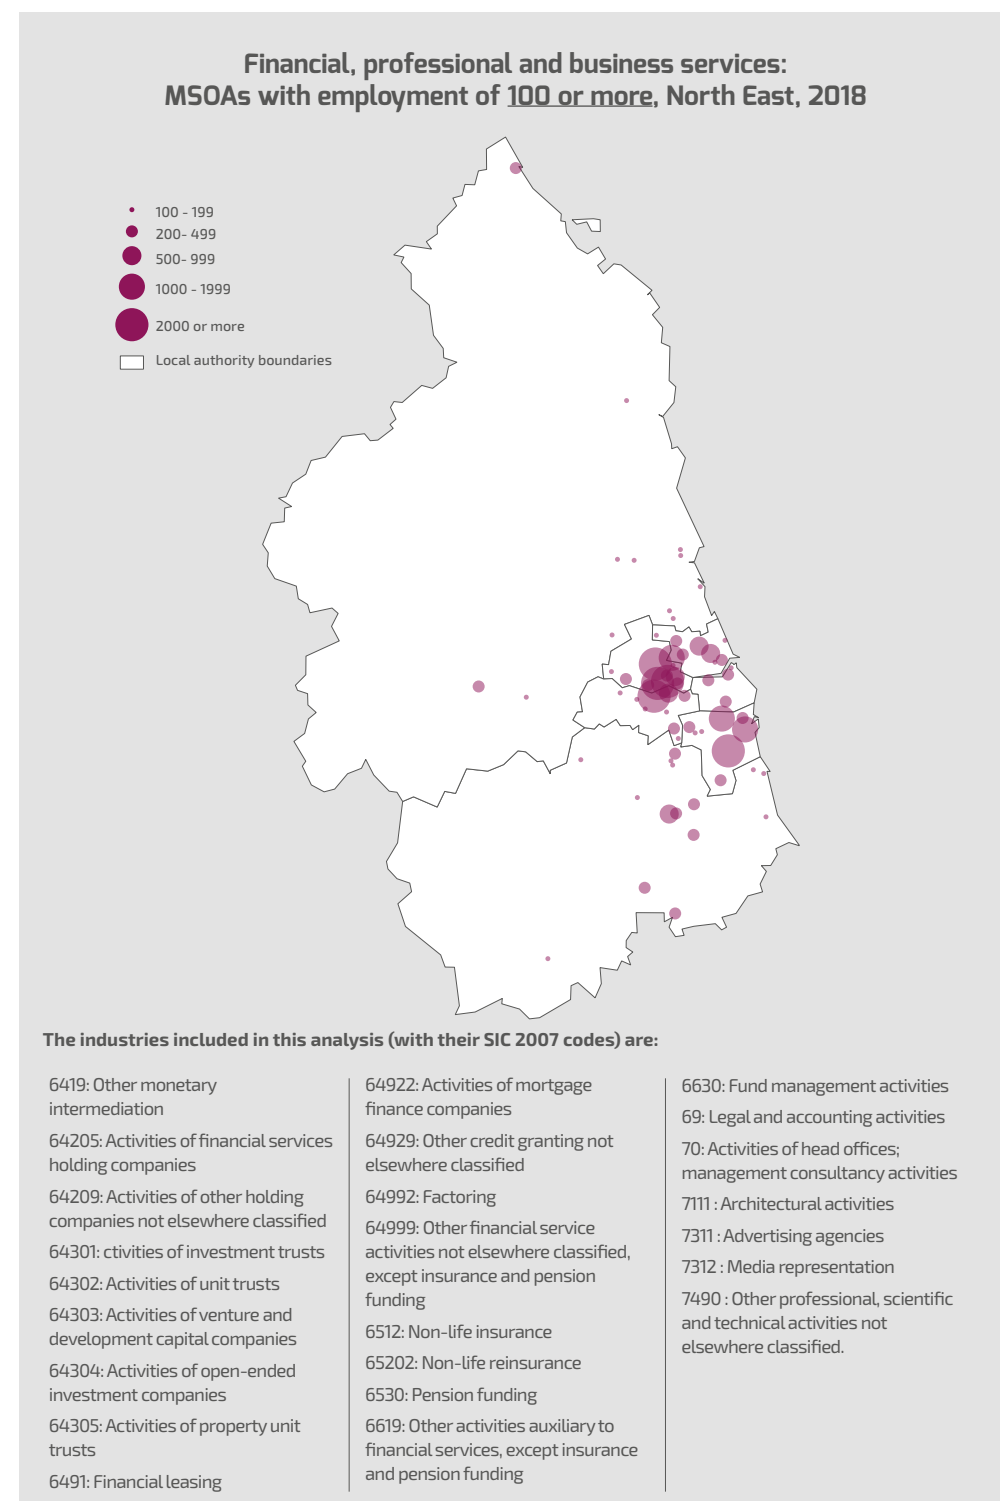 Financial, professional and business services:
MSOAs with employment of 100 or more, North East, 2018
100 - 199
200- 499
500- 999
1000 - 1999
2000 or more
Local authority boundaries
The industries included in this analysis (with their SIC 2007 codes) are:
6419: Other monetary
intermediation
64205: Activities of financial services
holding companies
64209: Activities of other holding
companies not elsewhere classified
64301: ctivities of investment trusts
64302: Activities of unit trusts
64303: Activities of venture and
development capital companies
64304: Activities of open-ended
investment companies
64305: Activities of property unit
trusts
6491: Financial leasing
64922: Activities of mortgage
finance companies
64929: Other credit granting not
elsewhere classified
64992: Factoring
64999: Other financial service
activities not elsewhere classified,
except insurance and pension
funding
6512: Non-life insurance
65202: Non-life reinsurance
6530: Pension funding
6619: Other activities auxiliary to
financial services, except insurance
and pension funding
6630: Fund management activities
69: Legal and accounting activities
70: Activities of head offices;
management consultancy activities
7111 : Architectural activities
7311 : Advertising agencies
7312 : Media representation
7490 : Other professional, scientific
and technical activities not
elsewhere classified.